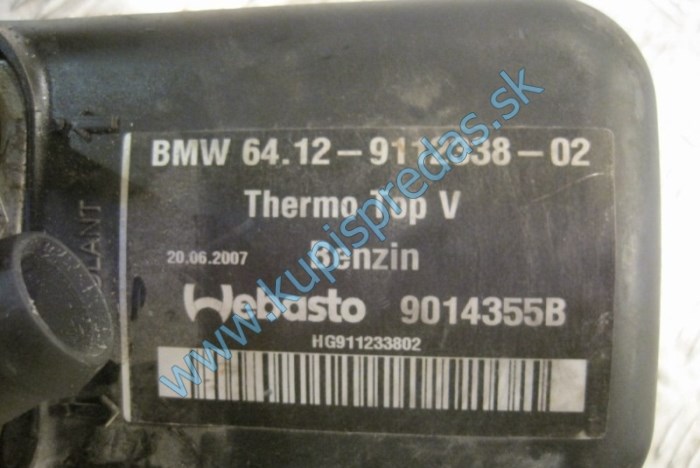 BMW 64.12-9112338-02
Thermo Top V
20.06.2007 Benzin
Webasto 9014355B
HG911233802
www.kupispredas.sk